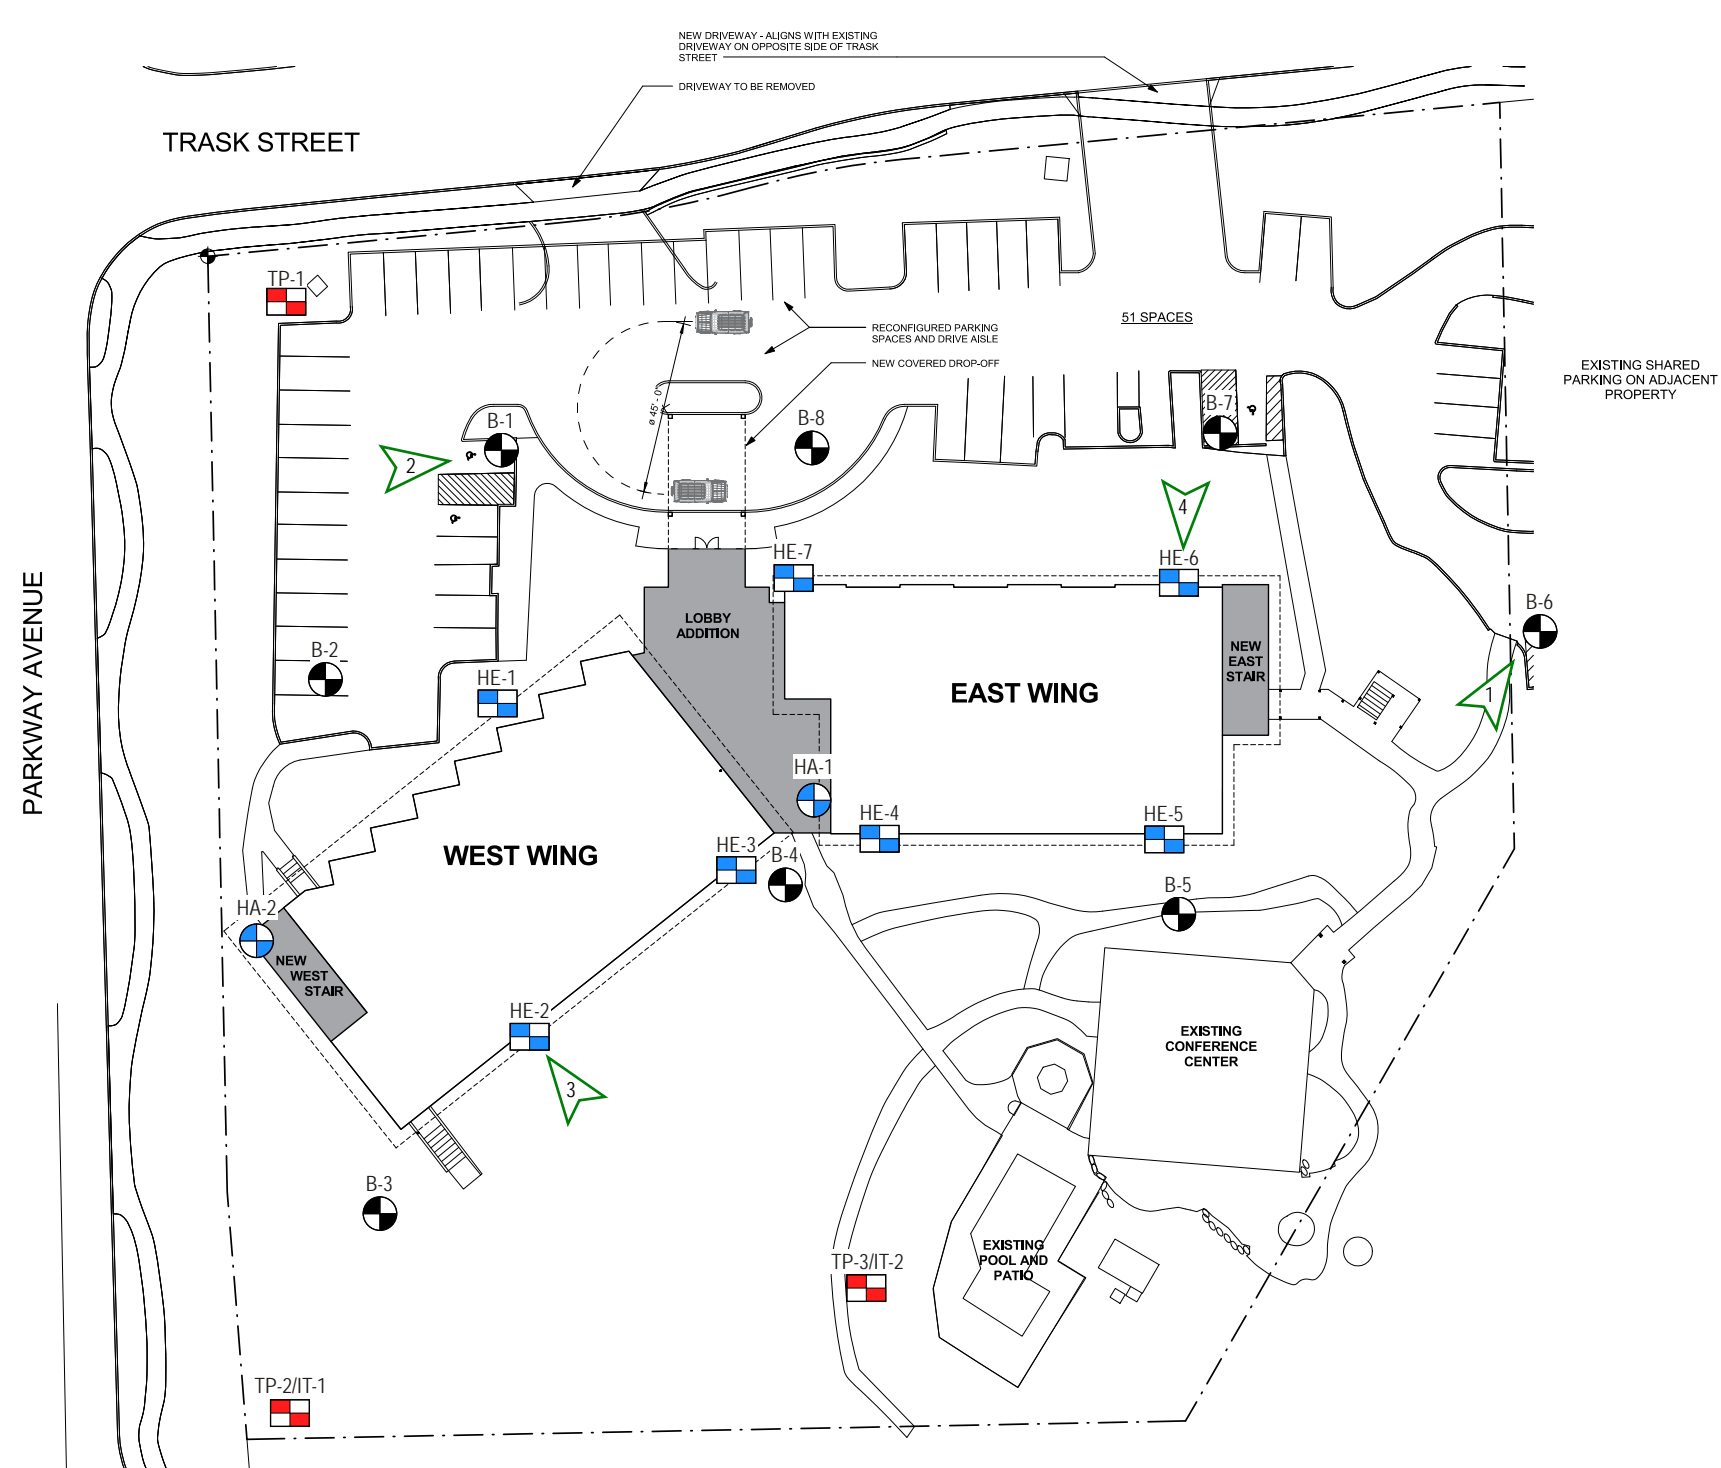 NEW DRIVEWAY - ALIGNS WITH EXISTING
DRIVEWAY ON OPPOSITE SIDE OF TRASK
STREET
DRIVEWAY TO BE REMOVED
TRASK STREET
TP-1
51 SPACES
RECONFIGURED PARKING
SPACES AND DRIVE AISLE
NEW COVERED DROP-OFF
EXISTING SHARED
PARKING ON ADJACENT
PROPERTY
ø 45' - 0"
B-1
B-8
B-7
2
4
HE-7
HE-6
B-6
PARKWAY AVENUE
LOBBY
ADDITION
B-2
HE-1
NEW
EAST
STAIR
EAST WING
1
HA-1
HE-4
HE-5
WEST WING
HE-3
B-4
B-5
HA-2
NEW
WEST
STAIR
HE-2
EXISTING
CONFERENCE
CENTER
3
B-3
EXISTING
POOL AND
PATIO
TP-3/IT-2
TP-2/IT-1